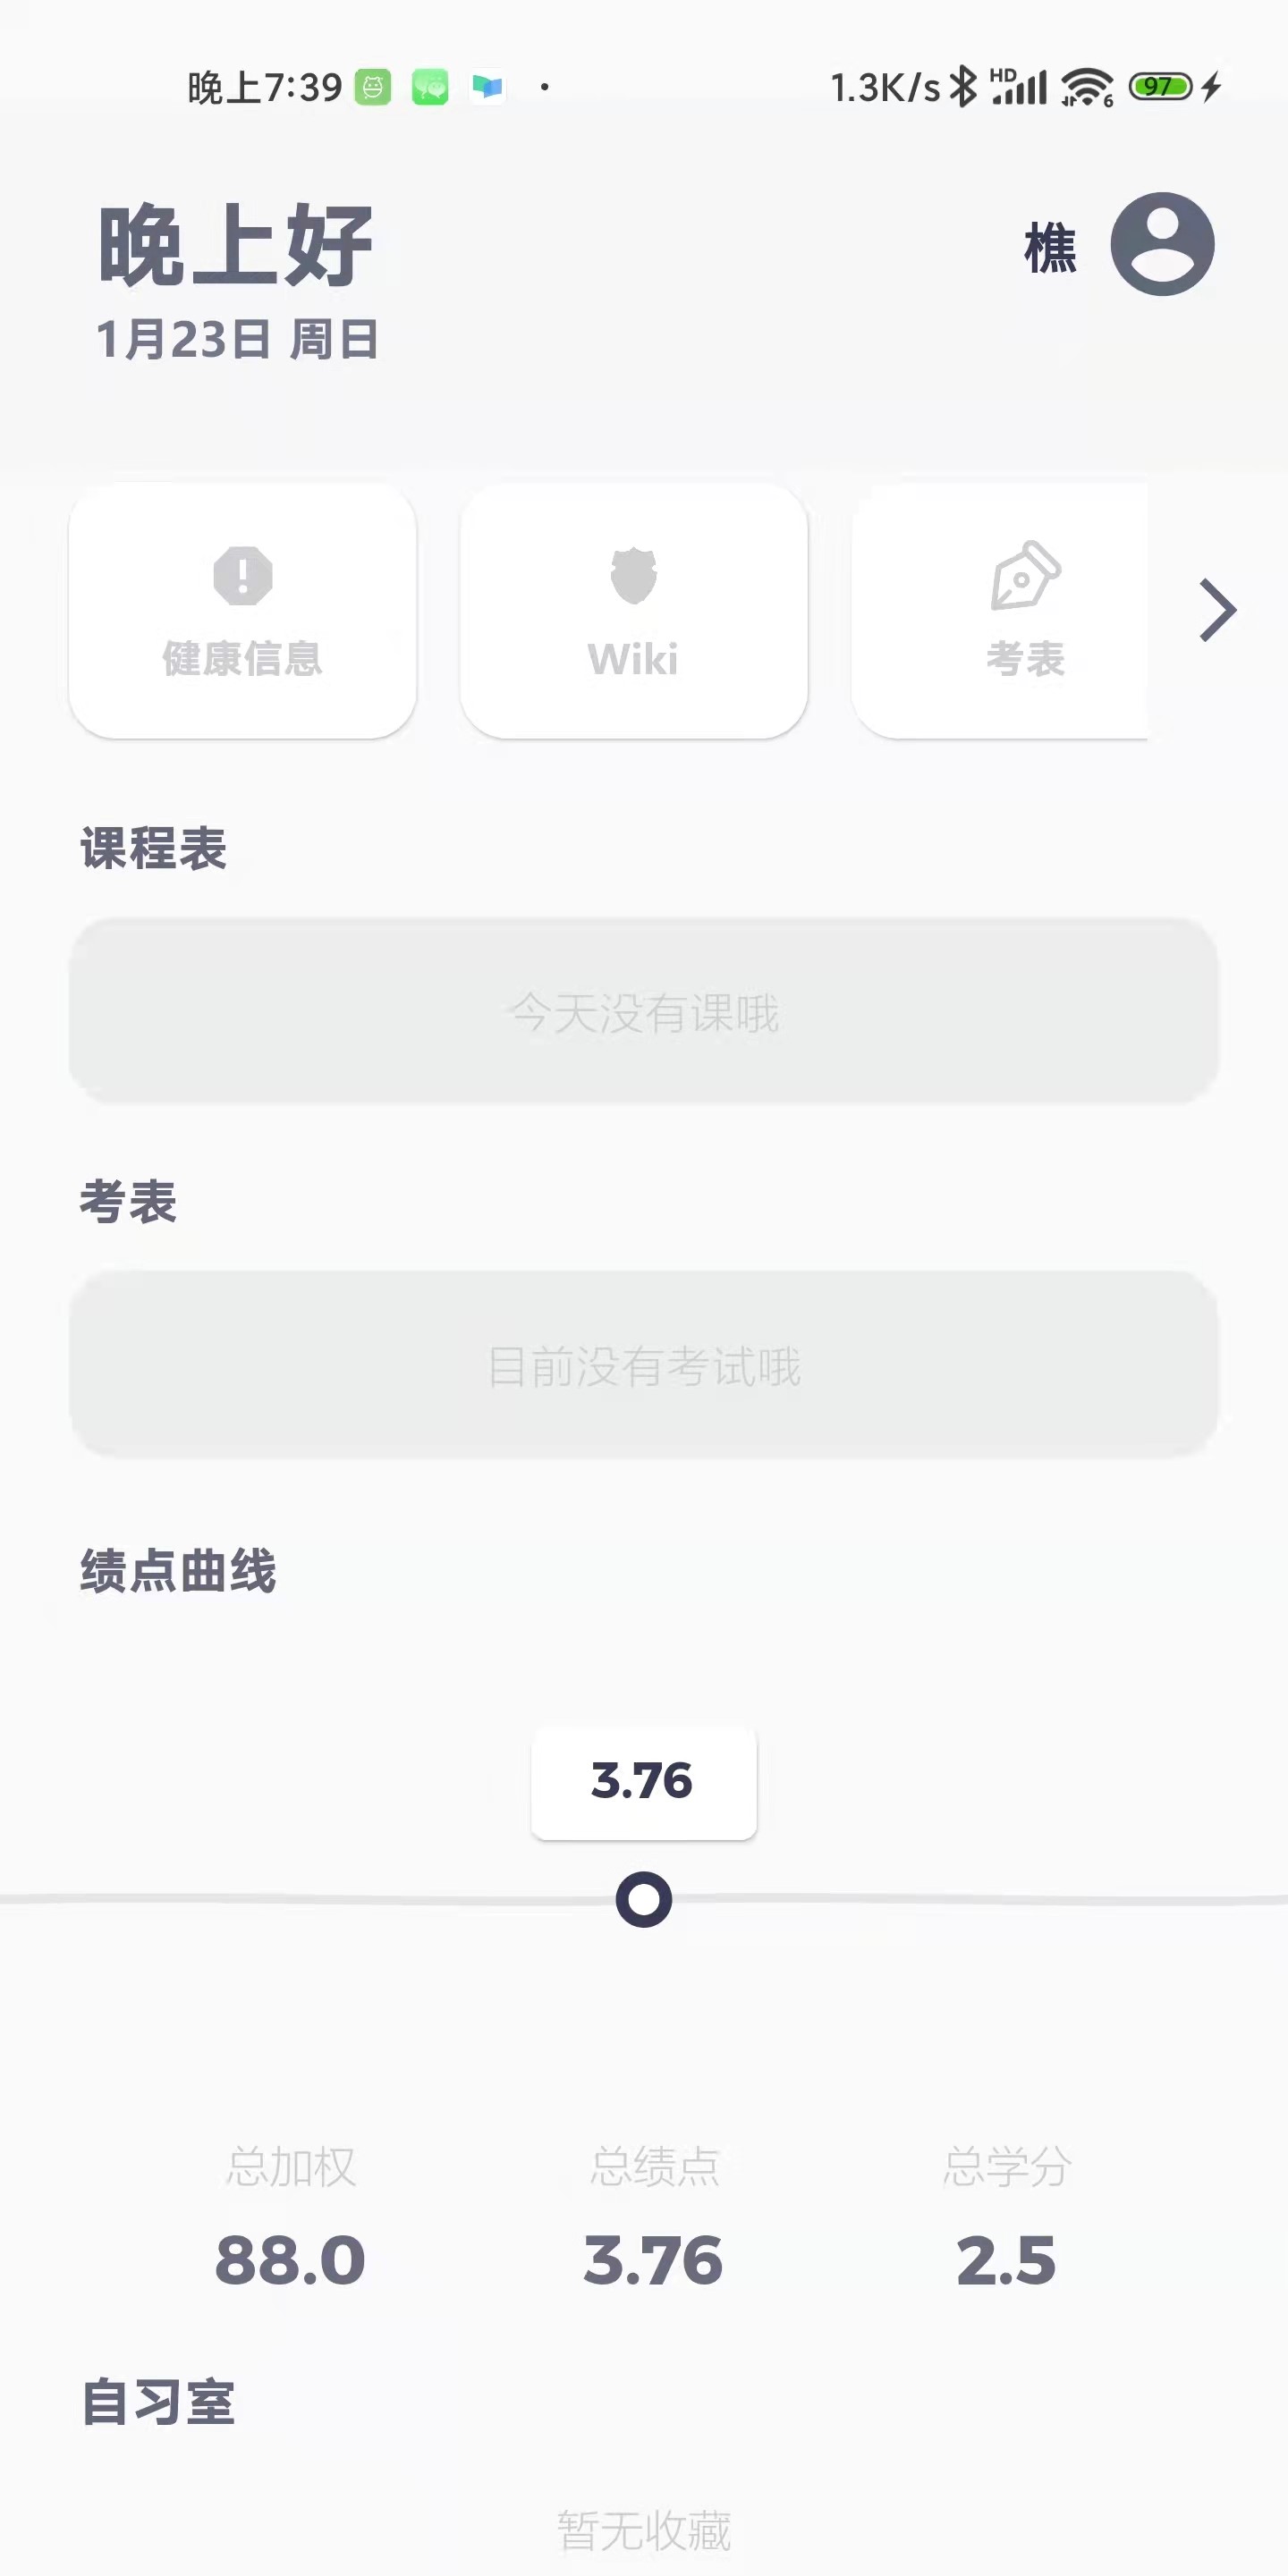 晚上7:39
1.3K/s HD 6 97
晚上好
樵
1月23日 周日
健康信息
Wiki
考表
课程表
今天没有课哦
考表
目前没有考试哦
绩点曲线
3.76
总加权 总绩点 总学分
88.0 3.76 2.5
自习室
暂无收藏